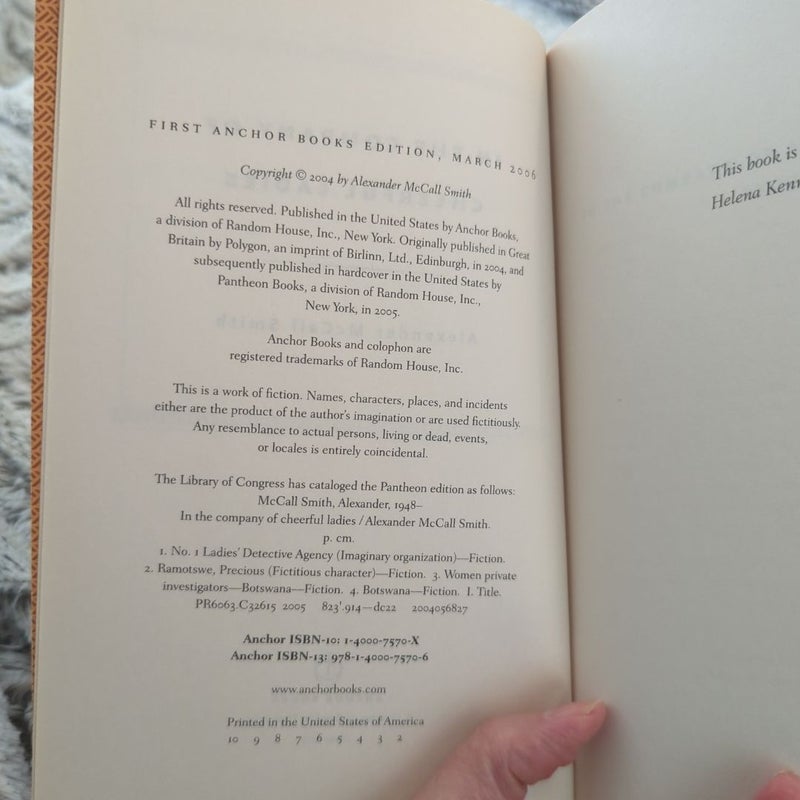 FIRST ANCHOR BOOKS EDITION, MARCH 2006
Copyright © 2004 by Alexander McCall Smith
All rights reserved. Published in the United States by Anchor Books,
a division of Random House, Inc., New York. Originally published in Great
Britain by Polygon, an imprint of Birlinn, Ltd., Edinburgh, in 2004, and
subsequently published in hardcover in the United States by
Pantheon Books, a division of Random House, Inc.,
New York, in 2005.
Anchor Books and colophon are
registered trademarks of Random House, Inc.
This is a work of fiction. Names, characters, places, and incidents
either are the product of the author's imagination or are used fictitiously.
Any resemblance to actual persons, living or dead, events,
or locales is entirely coincidental.
The Library of Congress has cataloged the Pantheon edition as follows:
McCall Smith, Alexander, 1948–
In the company of cheerful ladies / Alexander McCall Smith.
p. cm.
1. No. 1 Ladies' Detective Agency (Imaginary organization)—Fiction.
2. Ramotswe, Precious (Fictitious character)—Fiction. 3. Women private
investigators—Botswana—Fiction. 4. Botswana—Fiction. I. Title.
PR6063.C32615 2005 823'.914—dc22 2004056827
Anchor ISBN-10: 1-4000-7570-X
Anchor ISBN-13: 978-1-4000-7570-6
www.anchorbooks.com
Printed in the United States of America
10 9 8 7 6 5 4 3 2
This book is
Helena Kenn